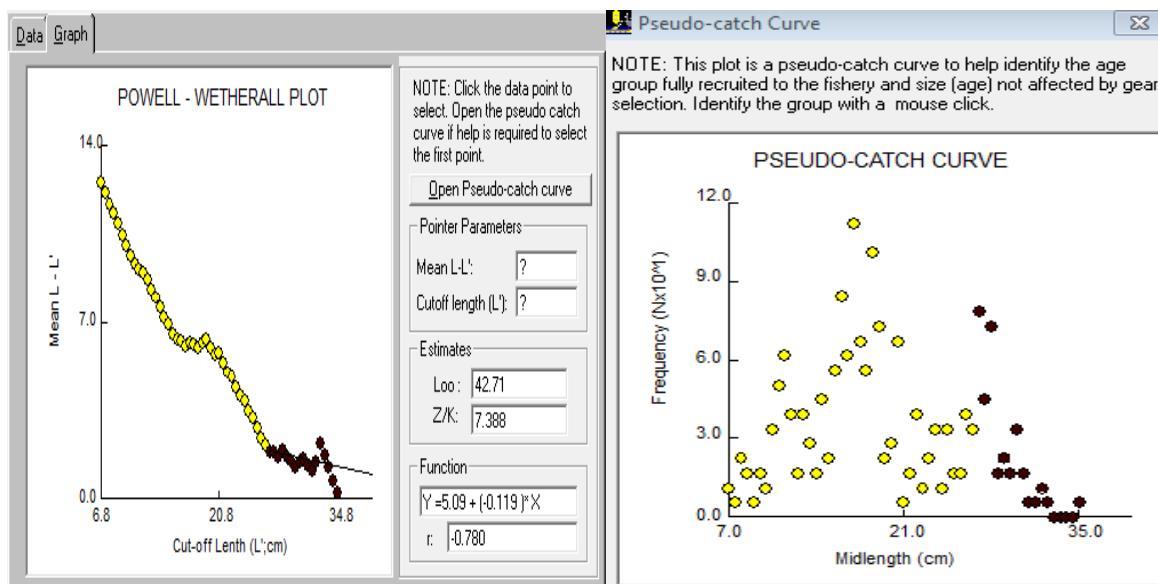 Data Graph
POWELL - WETHERALL PLOT
14.0
7.0
0.0
6.8 20.8 34.8
Mean L - L'
Cut-off Lenth (L';cm)
NOTE: Click the data point to
select. Open the pseudo catch
curve if help is required to select
the first point.
Open Pseudo-catch curve
Pointer Parameters
Mean L-L': ?
Cutoff length (L'): ?
Estimates
Loo : 42.71
Z/K: 7.388
Function
Y =5.09 + (-0.119 )* X
r: -0.780
Pseudo-catch Curve
NOTE: This plot is a pseudo-catch curve to help identify the age
group fully recruited to the fishery and size (age) not affected by gear
selection. Identify the group with a mouse click.
PSEUDO-CATCH CURVE
12.0
9.0
6.0
3.0
0.0
7.0 21.0 35.0
Frequency (Nx10^1)
Midlength (cm)